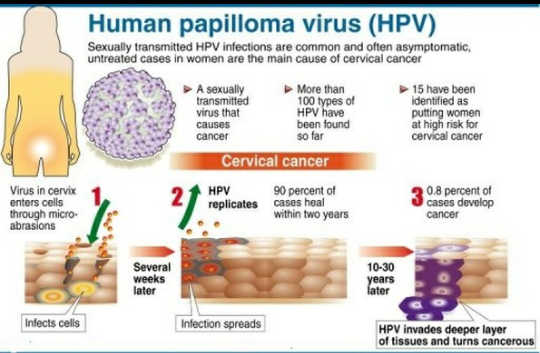 Human papilloma virus (HPV)
Sexually transmitted HPV infections are common and often asymptomatic,
untreated cases in women are the main cause of cervical cancer
A sexually
transmitted
virus that
causes
cancer
More than
100 types of
HPV have
been found
so far
15 have been
identified as
putting women
at high risk for
cervical cancer
Cervical cancer
Virus in cervix
enters cells
through micro-
abrasions
1
2
HPV
replicates
90 percent of
cases heal
within two years
3
0.8 percent of
cases develop
cancer
Several
weeks
later
10-30
years
later
Infects cells
Infection spreads
HPV invades deeper layer
of tissues and turns cancerous